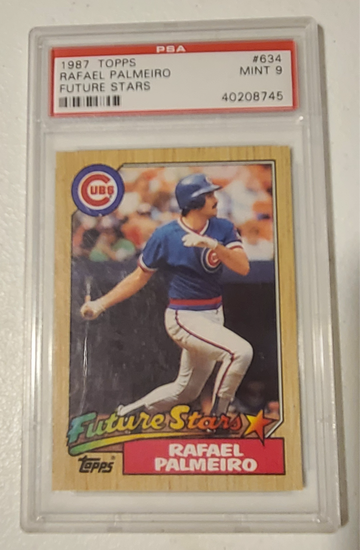 PSA
1987 TOPPS #634
RAFAEL PALMEIRO MINT 9
FUTURE STARS
40208745
CUBS
Future Stars
RAFAEL
PALMEIRO
Topps